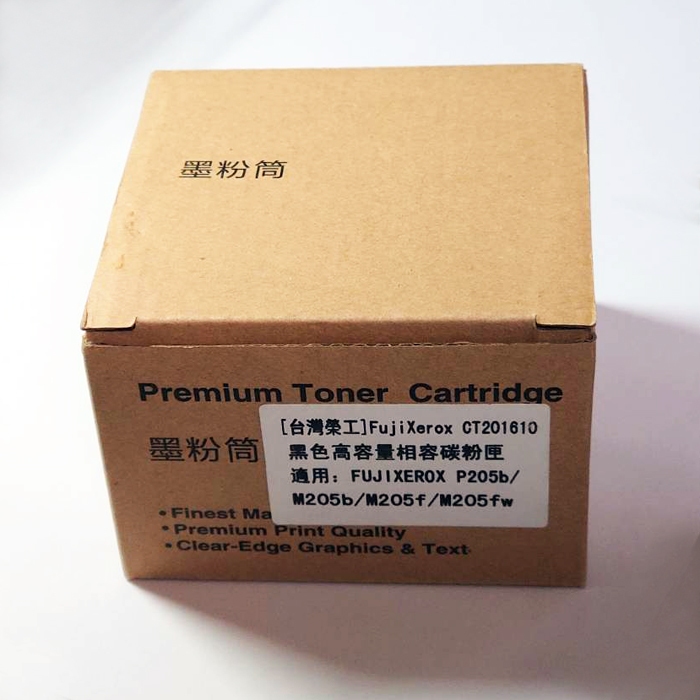 墨粉筒
Premium Toner Cartridge
墨粉筒
[台灣榮工]FujiXerox CT201610
黑色高容量相容碳粉匣
適用: FUJIXEROX P205b/
M205b/M205f/M205fw
•Finest Ma
•Premium Print Quality
•Clear-Edge Graphics & Text